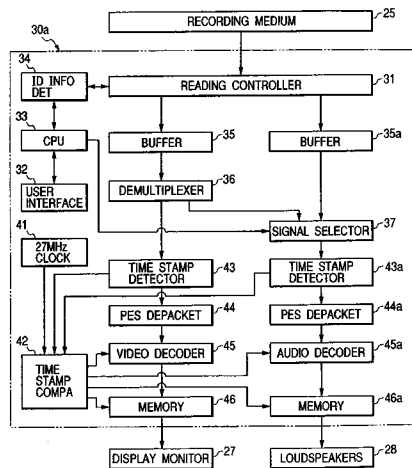 RECORDING MEDIUM
25
30a
34
ID INFO
DET
READING CONTROLLER
31
33
CPU
35
BUFFER
BUFFER
35a
32
USER
INTERFACE
DEMULTIPLEXER
36
41
27MHz
CLOCK
SIGNAL SELECTOR
37
TIME STAMP
DETECTOR
43
TIME STAMP
DETECTOR
43a
PES DEPACKET
44
PES DEPACKET
44a
42
TIME
STAMP
COMPA
VIDEO DECODER
45
AUDIO DECODER
45a
MEMORY
46
MEMORY
46a
DISPLAY MONITOR
27
LOUDSPEAKERS
28